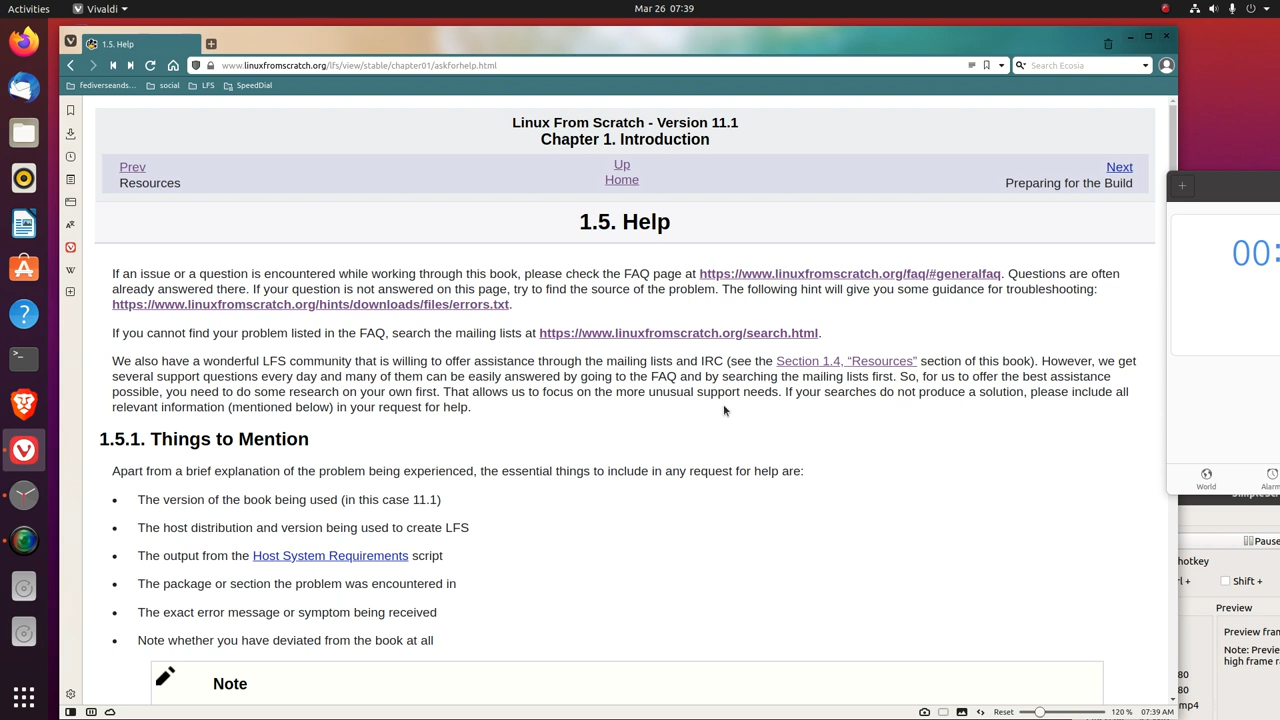 Activities
Vivaldi
Mar 26 07:39
1.5. Help
www.linuxfromscratch.org/lfs/view/stable/chapter01/askforhelp.html
Search Ecosia
fediverseands...
social
LFS
SpeedDial
Linux From Scratch - Version 11.1
Chapter 1. Introduction
Prev
Up
Next
Resources
Home
Preparing for the Build
1.5. Help
If an issue or a question is encountered while working through this book, please check the FAQ page at https://www.linuxfromscratch.org/faq/#generalfaq. Questions are often
already answered there. If your question is not answered on this page, try to find the source of the problem. The following hint will give you some guidance for troubleshooting:
https://www.linuxfromscratch.org/hints/downloads/files/errors.txt.
If you cannot find your problem listed in the FAQ, search the mailing lists at https://www.linuxfromscratch.org/search.html.
We also have a wonderful LFS community that is willing to offer assistance through the mailing lists and IRC (see the Section 1.4, “Resources” section of this book). However, we get
several support questions every day and many of them can be easily answered by going to the FAQ and by searching the mailing lists first. So, for us to offer the best assistance
possible, you need to do some research on your own first. That allows us to focus on the more unusual support needs. If your searches do not produce a solution, please include all
relevant information (mentioned below) in your request for help.
1.5.1. Things to Mention
Apart from a brief explanation of the problem being experienced, the essential things to include in any request for help are:
• The version of the book being used (in this case 11.1)
• The host distribution and version being used to create LFS
• The output from the Host System Requirements script
• The package or section the problem was encountered in
• The exact error message or symptom being received
• Note whether you have deviated from the book at all
Note
Reset
120 %
07:39 AM
00:
World
Alarm
Pause
hotkey
rl +
Shift +
Preview
Preview fram
Note: Previe
high frame ra
80
80
mp4